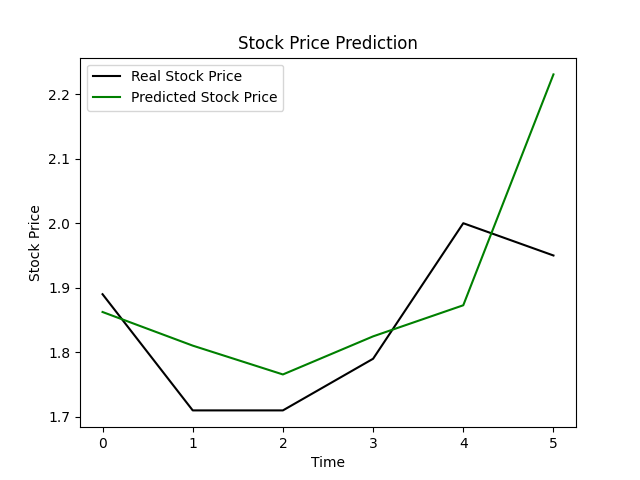 Stock Price Prediction
Real Stock Price
Predicted Stock Price
Stock Price
2.2
2.1
2.0
1.9
1.8
1.7
0 1 2 3 4 5
Time